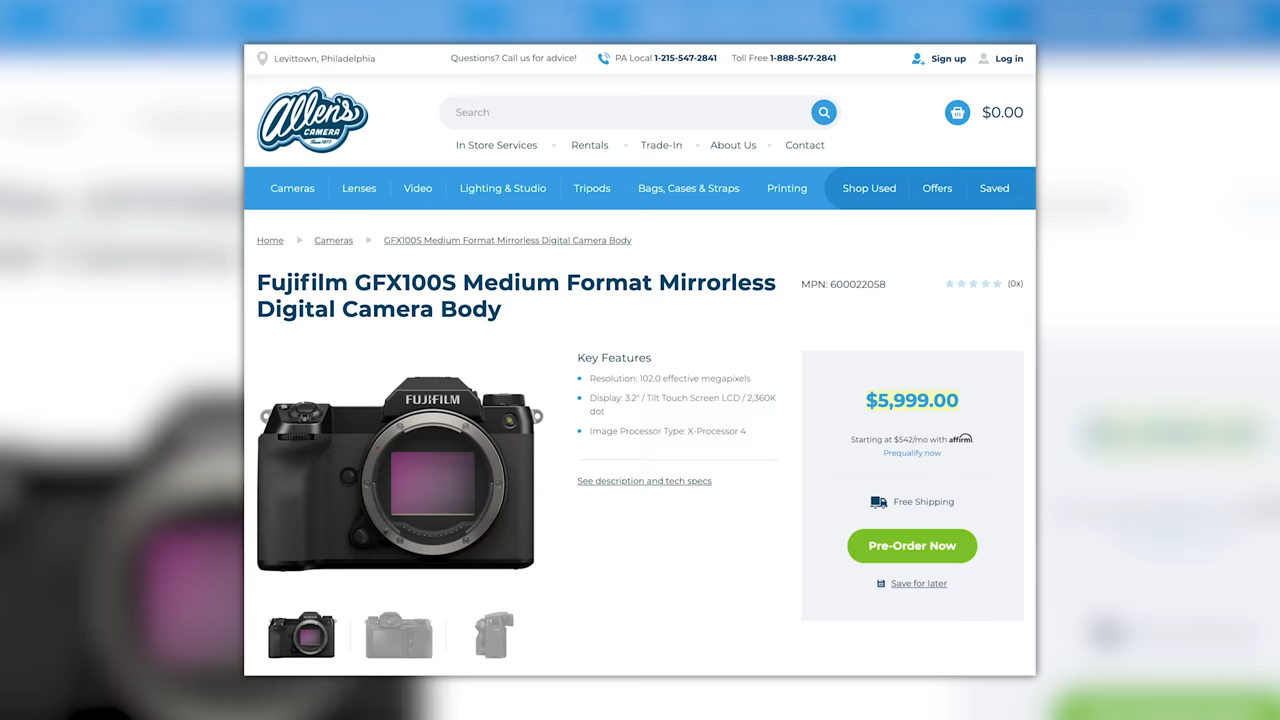 Levittown, Philadelphia
Questions? Call us for advice!
PA Local 1-215-547-2841
Toll Free 1-888-547-2841
Sign up
Log in
Allen's
CAMERA
Since 1977
Search
$0.00
In Store Services
Rentals
Trade-In
About Us
Contact
Cameras
Lenses
Video
Lighting & Studio
Tripods
Bags, Cases & Straps
Printing
Shop Used
Offers
Saved
Home
Cameras
GFX100S Medium Format Mirrorless Digital Camera Body
Fujifilm GFX100S Medium Format Mirrorless
Digital Camera Body
MPN: 600022058
(0x)
FUJIFILM
Key Features
Resolution: 102.0 effective megapixels
Display: 3.2" / Tilt Touch Screen LCD / 2,360K
dot
Image Processor Type: X-Processor 4
See description and tech specs
$5,999.00
Starting at $542/mo with affirm.
Prequalify now
Free Shipping
Pre-Order Now
Save for later